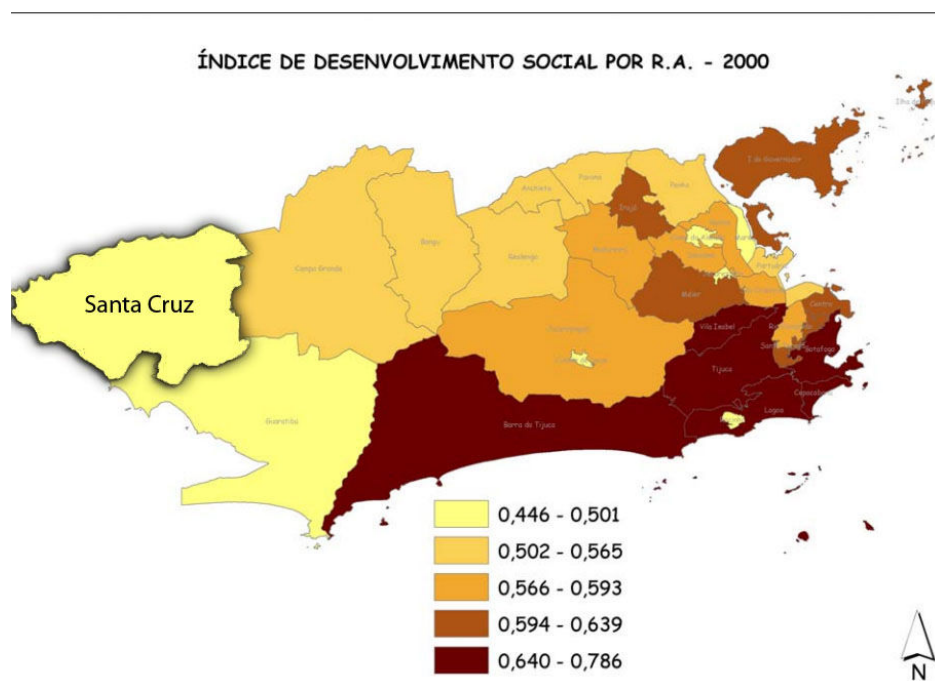 ÍNDICE DE DESENVOLVIMENTO SOCIAL POR R.A. - 2000
I. do Governador
Anchieta
Pavuna
Penha
Irajá
Madureira
Bangu
Realengo
Campo Grande
Santa Cruz
Méier
Centro
Vila Isabel
Botafogo
Tijuca
Copacabana
Lagoa
Guaratiba
Barra da Tijuca
0,446 - 0,501
0,502 - 0,565
0,566 - 0,593
0,594 - 0,639
0,640 - 0,786
N